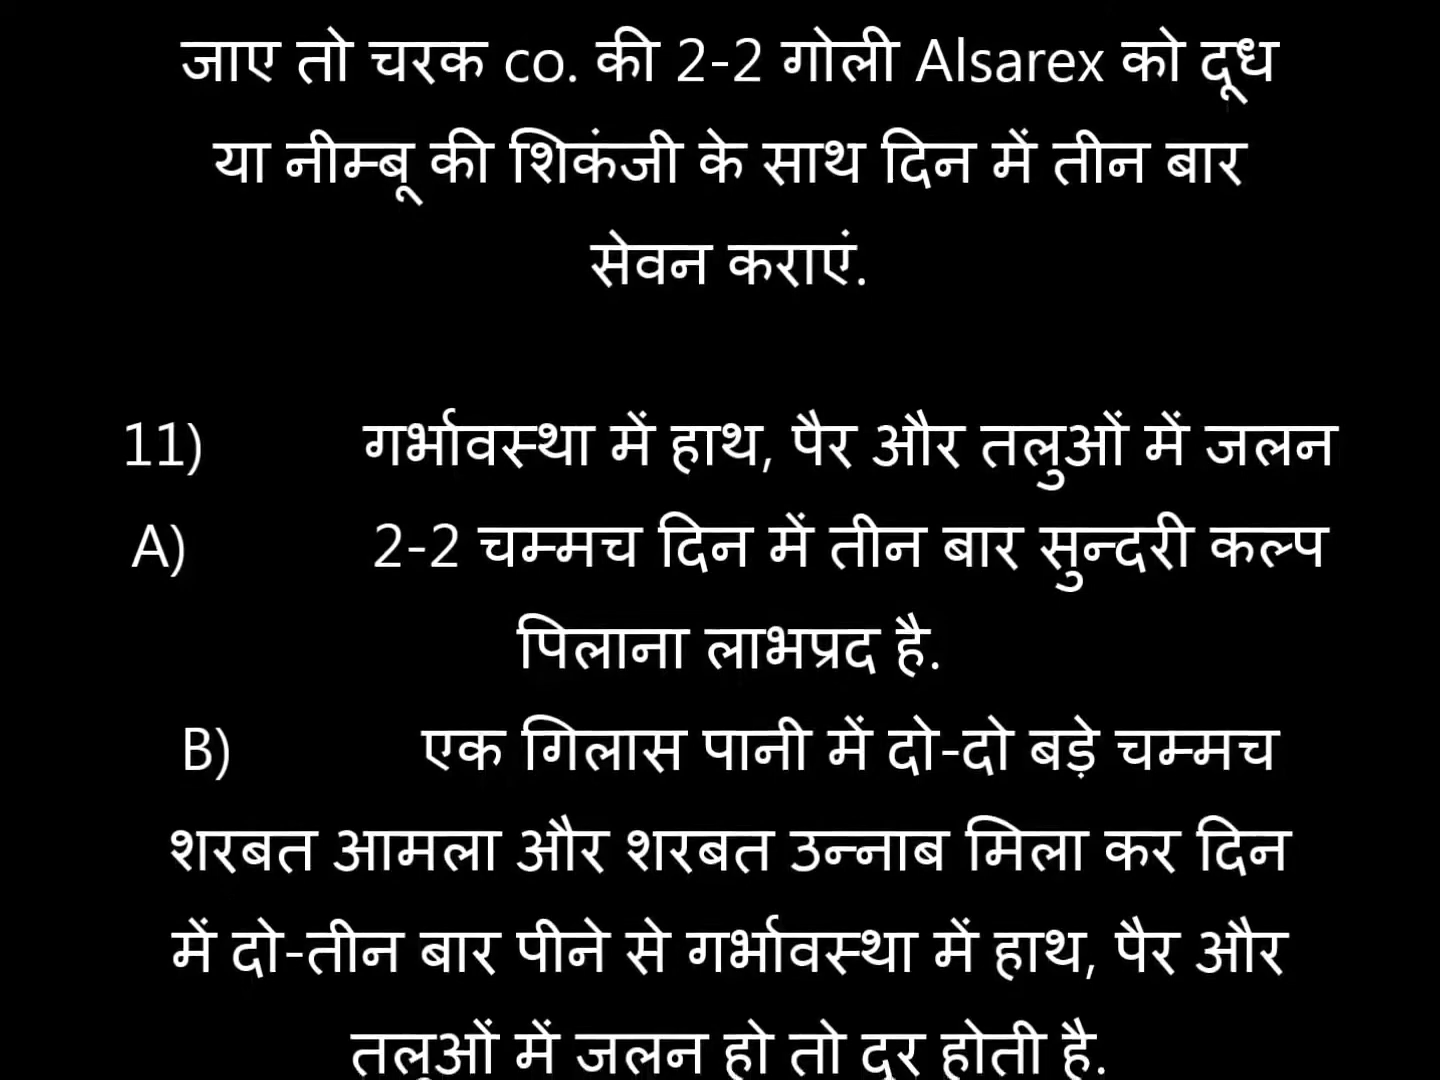 जाए तो चरक co. की 2-2 गोली Alsarex को दूध
या नीम्बू की शिकंजी के साथ दिन में तीन बार
सेवन कराएं.
11) गर्भावस्था में हाथ, पैर और तलुओं में जलन
A) 2-2 चम्मच दिन में तीन बार सुन्दरी कल्प
पिलाना लाभप्रद है.
B) एक गिलास पानी में दो-दो बड़े चम्मच
शरबत आमला और शरबत उन्नाब मिला कर दिन
में दो-तीन बार पीने से गर्भावस्था में हाथ, पैर और
तलुओं में जलन हो तो दूर होती है.